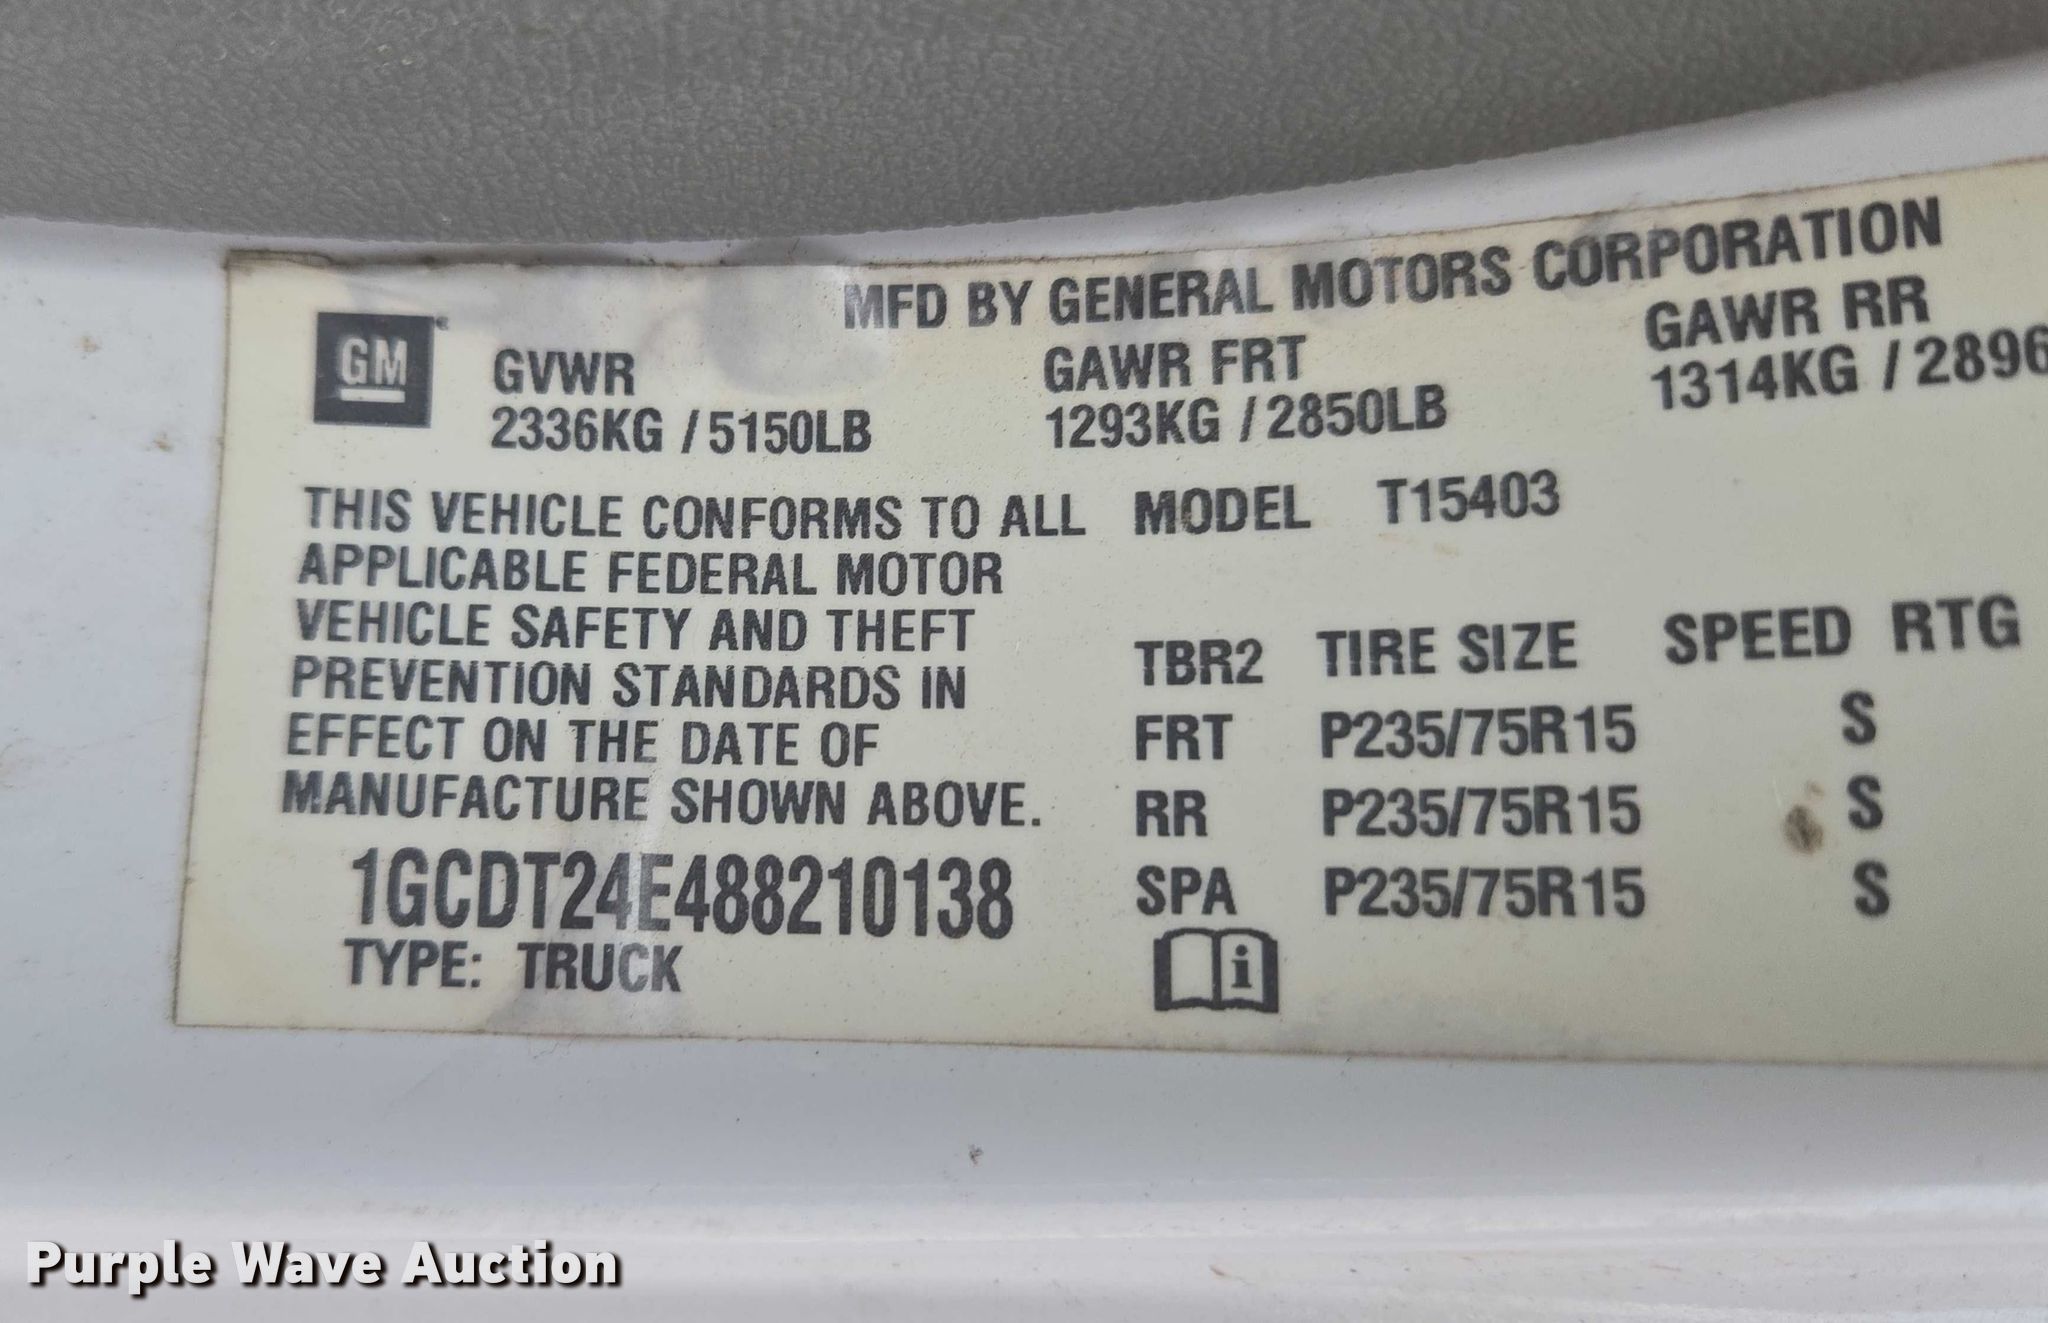 MFD BY GENERAL MOTORS CORPORATION
GM
GVWR GAWR FRT GAWR RR
2336KG / 5150LB 1293KG / 2850LB 1314KG / 2896
THIS VEHICLE CONFORMS TO ALL
APPLICABLE FEDERAL MOTOR
VEHICLE SAFETY AND THEFT
PREVENTION STANDARDS IN
EFFECT ON THE DATE OF
MANUFACTURE SHOWN ABOVE.
1GCDT24E488210138
TYPE: TRUCK
MODEL T15403
TBR2 TIRE SIZE SPEED RTG
FRT P235/75R15 S
RR P235/75R15 S
SPA P235/75R15 S
i
Purple Wave Auction